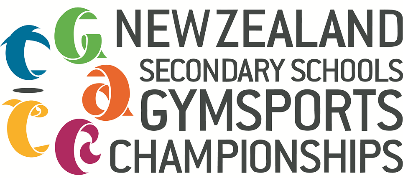 NEW ZEALAND
SECONDARY SCHOOLS
GYMSPORTS
CHAMPIONSHIPS